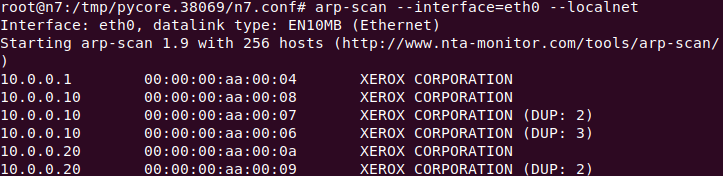 root@n7:/tmp/pycore.38069/n7.conf# arp-scan --interface=eth0 --localnet
Interface: eth0, datalink type: EN10MB (Ethernet)
Starting arp-scan 1.9 with 256 hosts (http://www.nta-monitor.com/tools/arp-scan/
)
10.0.0.1 00:00:00:aa:00:04 XEROX CORPORATION
10.0.0.10 00:00:00:aa:00:08 XEROX CORPORATION
10.0.0.10 00:00:00:aa:00:07 XEROX CORPORATION (DUP: 2)
10.0.0.10 00:00:00:aa:00:06 XEROX CORPORATION (DUP: 3)
10.0.0.20 00:00:00:aa:00:0a XEROX CORPORATION
10.0.0.20 00:00:00:aa:00:09 XEROX CORPORATION (DUP: 2)